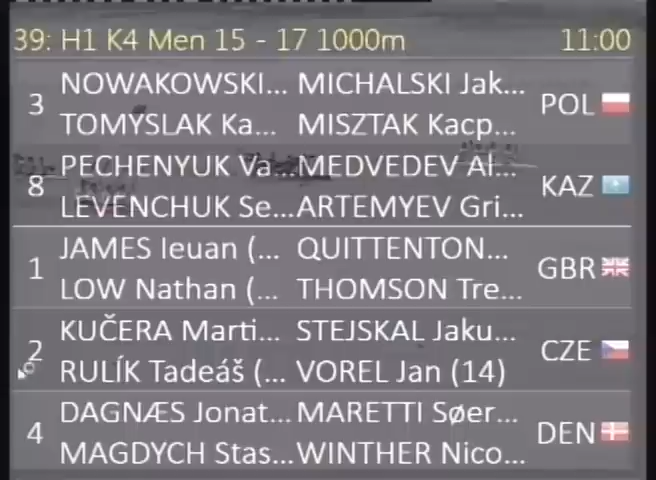 39: H1 K4 Men 15 - 17 1000m 11:00
3 NOWAKOWSKI... MICHALSKI Jak... POL
TOMYSLAK Ka... MISZTAK Kacp...
8 PECHENYUK Va... MEDVEDEV Al... KAZ
LEVENCHUK Se... ARTEMYEV Gri...
1 JAMES Ieuan (... QUITTENTON... GBR
LOW Nathan (... THOMSON Tre...
2 KUČERA Marti... STEJSKAL Jaku... CZE
RULÍK Tadeáš (... VOREL Jan (14)
4 DAGNÆS Jonat... MARETTI Søer... DEN
MAGDYCH Stas... WINTHER Nico...